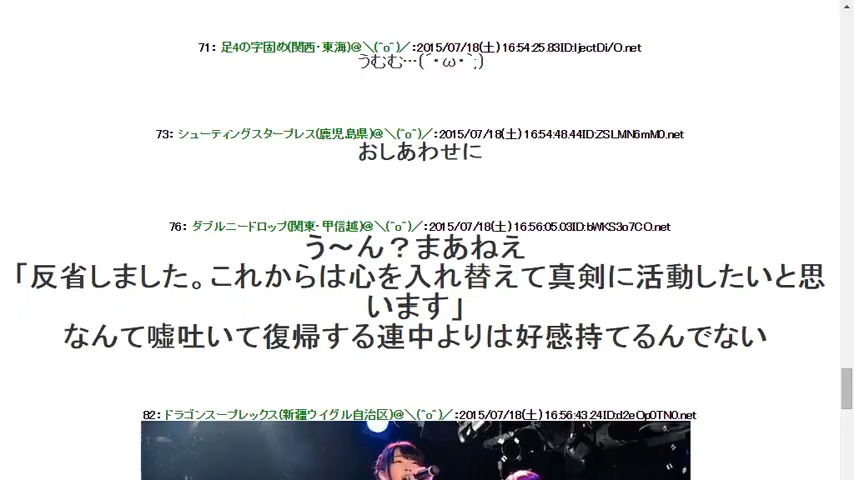 71: 足4の字固め(関西・東海)@＼(^o^)／:2015/07/18(土) 16:54:25.83ID:IjectDi/O.net
うむむ…(´・ω・`;)
73: シューティングスタープレス(鹿児島県)@＼(^o^)／:2015/07/18(土) 16:54:48.44ID:ZSLMN6mM0.net
おしあわせに
76: ダブルニードロップ(関東・甲信越)@＼(^o^)／:2015/07/18(土) 16:56:05.03ID:bWKS3o7CO.net
う～ん？まあねえ
「反省しました。これからは心を入れ替えて真剣に活動したいと思
います」
なんて嘘吐いて復帰する連中よりは好感持てるんでない
82: ドラゴンスープレックス(新疆ウイグル自治区)@＼(^o^)／:2015/07/18(土) 16:56:43.24ID:d2eOp0TN0.net